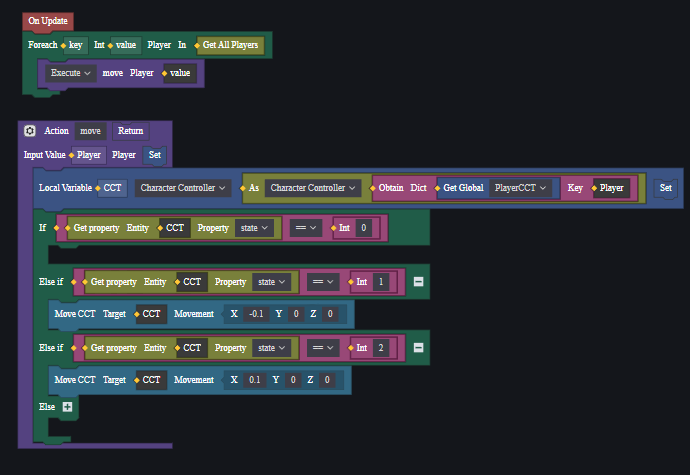 On Update
Foreach key Int value Player In Get All Players
Execute move Player value
Action move Return
Input Value Player Player Set
Local Variable CCT Character Controller As Character Controller Obtain Dict Get Global PlayerCCT Key Player Set
If Get property Entity CCT Property state == Int 0
Else if Get property Entity CCT Property state == Int 1
Move CCT Target CCT Movement X -0.1 Y 0 Z 0
Else if Get property Entity CCT Property state == Int 2
Move CCT Target CCT Movement X 0.1 Y 0 Z 0
Else